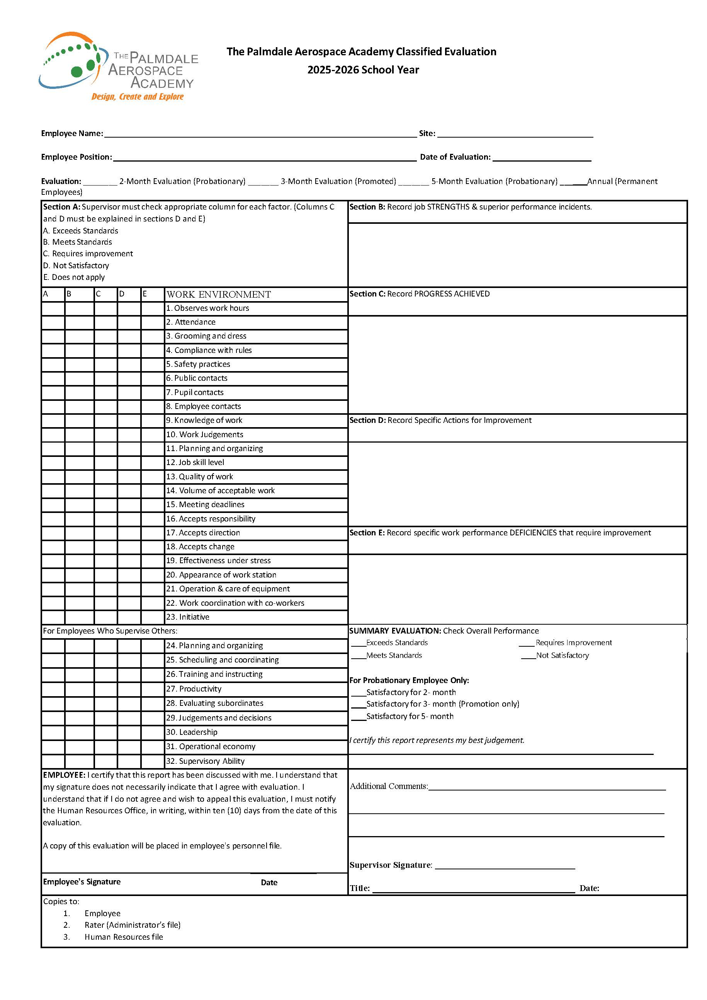 THE PALMDALE
AEROSPACE
ACADEMY
Design, Create and Explore
The Palmdale Aerospace Academy Classified Evaluation
2025-2026 School Year
Employee Name:____ Site: ____
Employee Position:____ Date of Evaluation: ____
Evaluation: ________ 2-Month Evaluation (Probationary) _______ 3-Month Evaluation (Promoted) _______ 5-Month Evaluation (Probationary) ______Annual (Permanent
Employees)
Section A: Supervisor must check appropriate column for each factor. (Columns C
and D must be explained in sections D and E)
A. Exceeds Standards
B. Meets Standards
C. Requires improvement
D. Not Satisfactory
E. Does not apply
Section B: Record job STRENGTHS & superior performance incidents.
A B C D E WORK ENVIRONMENT
1. Observes work hours
2. Attendance
3. Grooming and dress
4. Compliance with rules
5. Safety practices
6. Public contacts
7. Pupil contacts
8. Employee contacts
9. Knowledge of work
10. Work Judgements
11. Planning and organizing
12. Job skill level
13. Quality of work
14. Volume of acceptable work
15. Meeting deadlines
16. Accepts responsibility
17. Accepts direction
18. Accepts change
19. Effectiveness under stress
20. Appearance of work station
21. Operation & care of equipment
22. Work coordination with co-workers
23. Initiative
Section C: Record PROGRESS ACHIEVED
Section D: Record Specific Actions for Improvement
Section E: Record specific work performance DEFICIENCIES that require improvement
For Employees Who Supervise Others:
24. Planning and organizing
25. Scheduling and coordinating
26. Training and instructing
27. Productivity
28. Evaluating subordinates
29. Judgements and decisions
30. Leadership
31. Operational economy
32. Supervisory Ability
SUMMARY EVALUATION: Check Overall Performance
____Exceeds Standards ____Requires Improvement
____Meets Standards ____Not Satisfactory
For Probationary Employee Only:
____Satisfactory for 2- month
____Satisfactory for 3- month (Promotion only)
____Satisfactory for 5- month
I certify this report represents my best judgement.
EMPLOYEE: I certify that this report has been discussed with me. I understand that
my signature does not necessarily indicate that I agree with evaluation. I
understand that if I do not agree and wish to appeal this evaluation, I must notify
the Human Resources Office, in writing, within ten (10) days from the date of this
evaluation.
A copy of this evaluation will be placed in employee's personnel file.
Employee's Signature Date
Additional Comments:____
Supervisor Signature: ____
Title: ____ Date:
Copies to:
1. Employee
2. Rater (Administrator’s file)
3. Human Resources file